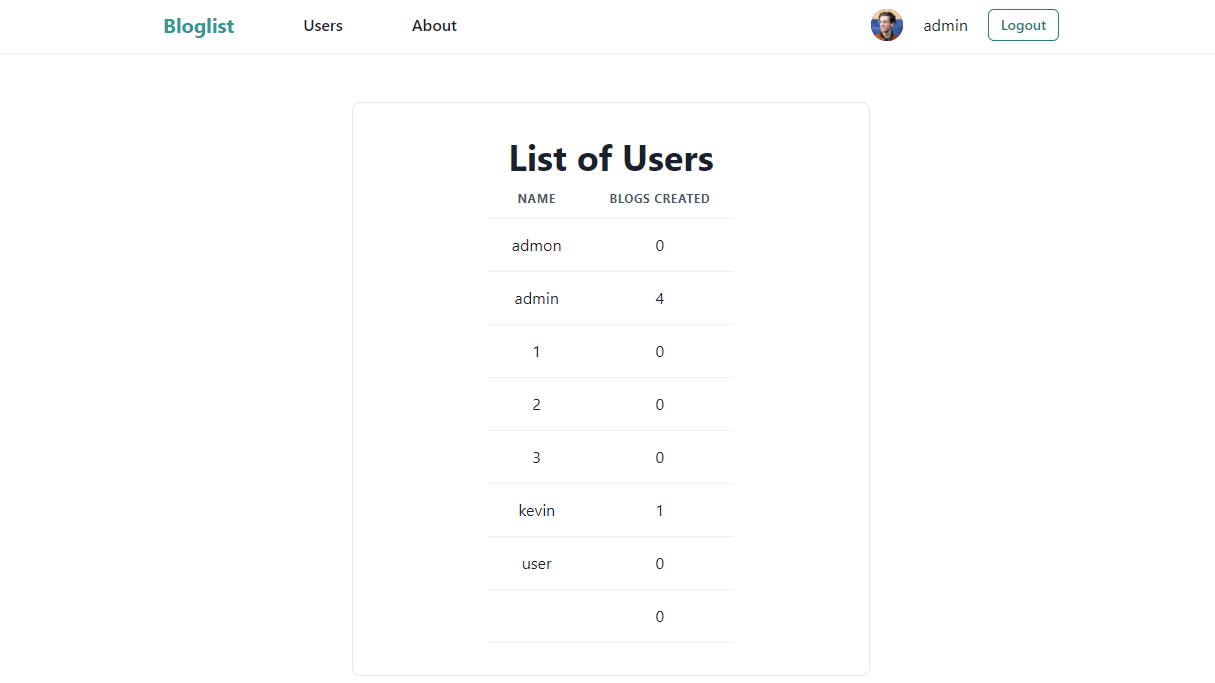 Bloglist Users About admin Logout
List of Users
NAME BLOGS CREATED
admon 0
admin 4
1 0
2 0
3 0
kevin 1
user 0
0